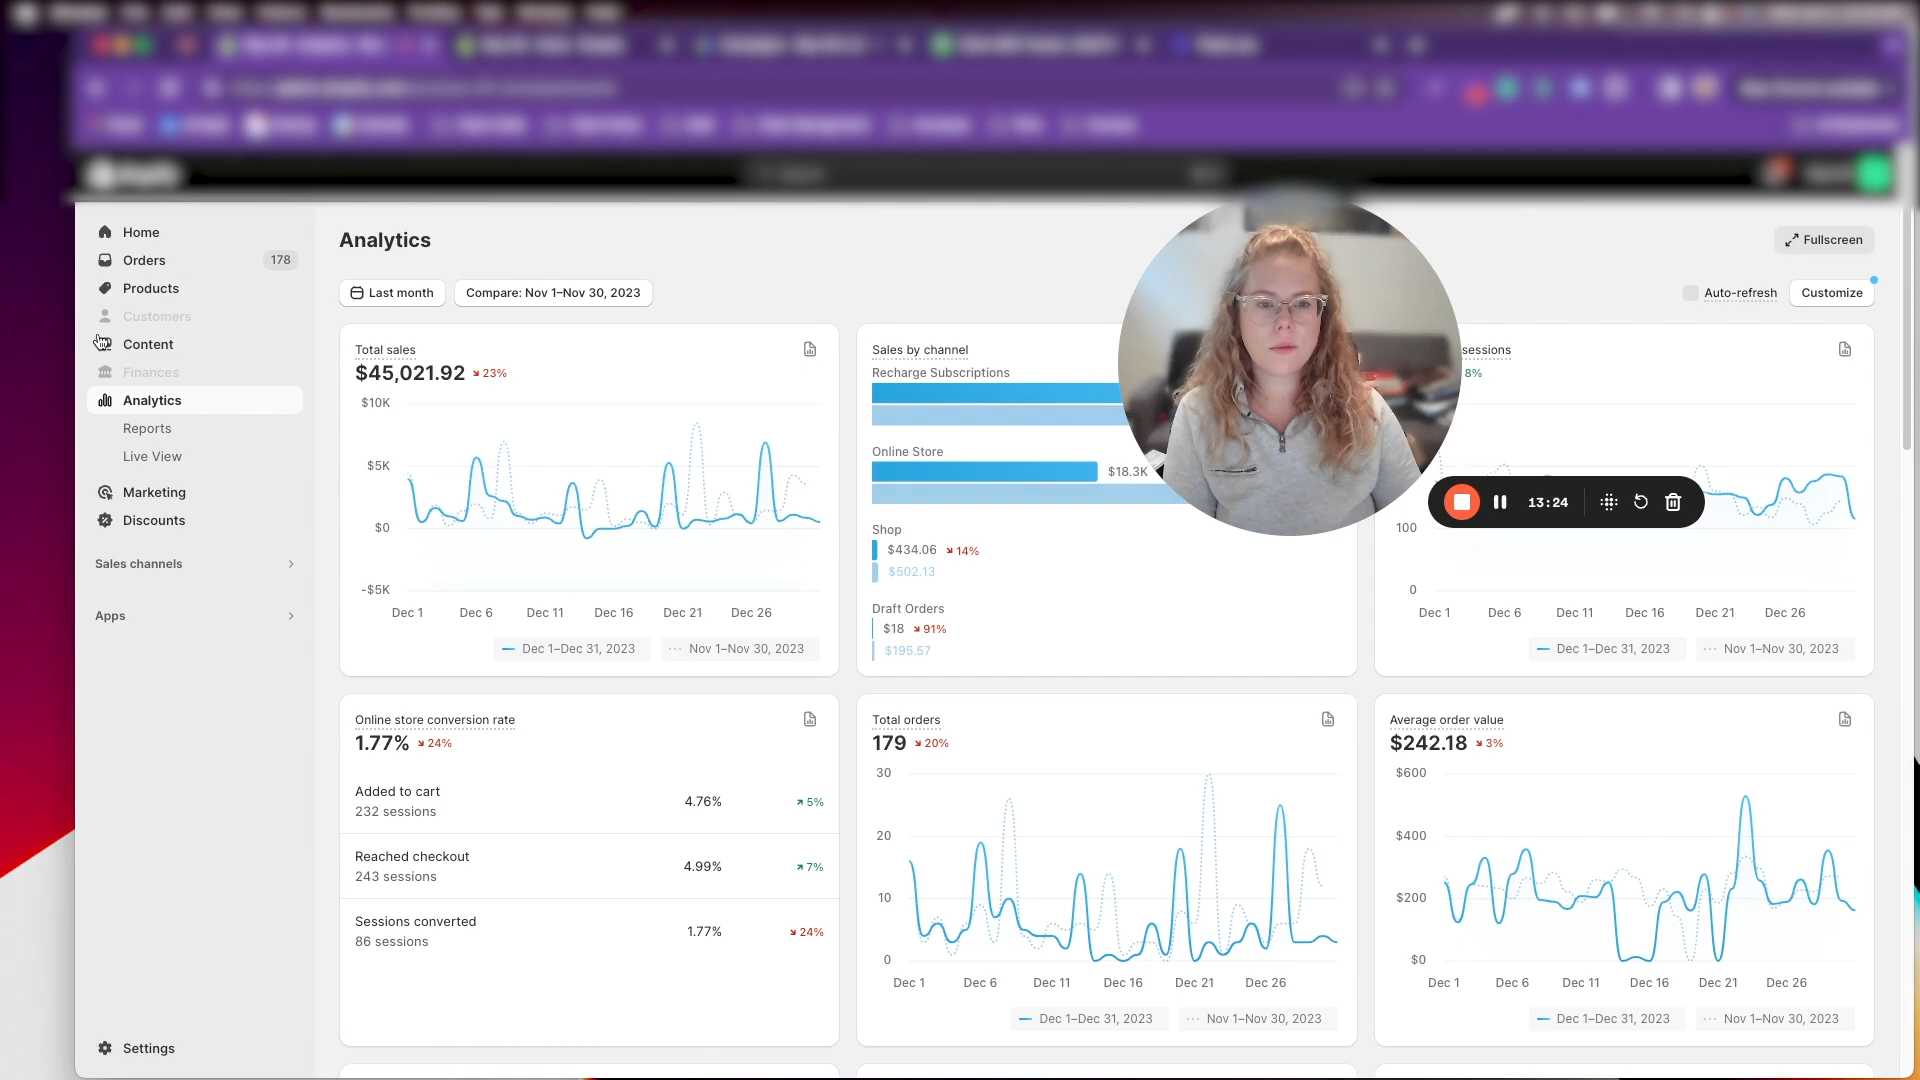 Home
Orders 178
Products
Customers
Content
Finances
Analytics
Reports
Live View
Marketing
Discounts
Sales channels
Apps
Settings
Analytics
Fullscreen
Last month Compare: Nov 1–Nov 30, 2023
Auto-refresh Customize
Total sales
$45,021.92 23%
$10K
$5K
$0
-$5K
Dec 1 Dec 6 Dec 11 Dec 16 Dec 21 Dec 26
Dec 1–Dec 31, 2023 Nov 1–Nov 30, 2023
Sales by channel
Recharge Subscriptions
Online Store
$18.3K
Shop
$434.06 14%
$502.13
Draft Orders
$18 91%
$195.57
sessions
8%
13:24
100
0
Dec 1 Dec 6 Dec 11 Dec 16 Dec 21 Dec 26
Dec 1–Dec 31, 2023 Nov 1–Nov 30, 2023
Online store conversion rate
1.77% 24%
Added to cart
232 sessions
4.76% 5%
Reached checkout
243 sessions
4.99% 7%
Sessions converted
86 sessions
1.77% 24%
Total orders
179 20%
30
20
10
0
Dec 1 Dec 6 Dec 11 Dec 16 Dec 21 Dec 26
Dec 1–Dec 31, 2023 Nov 1–Nov 30, 2023
Average order value
$242.18 3%
$600
$400
$200
$0
Dec 1 Dec 6 Dec 11 Dec 16 Dec 21 Dec 26
Dec 1–Dec 31, 2023 Nov 1–Nov 30, 2023